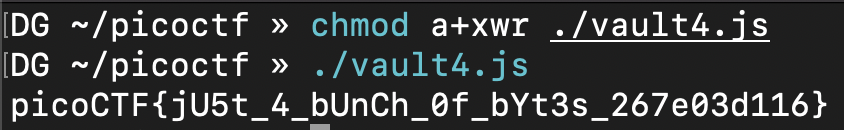 [DG ~/picoctf » chmod a+xwr ./vault4.js
[DG ~/picoctf » ./vault4.js
picoCTF{jU5t_4_bUnCh_0f_bYt3s_267e03d116}